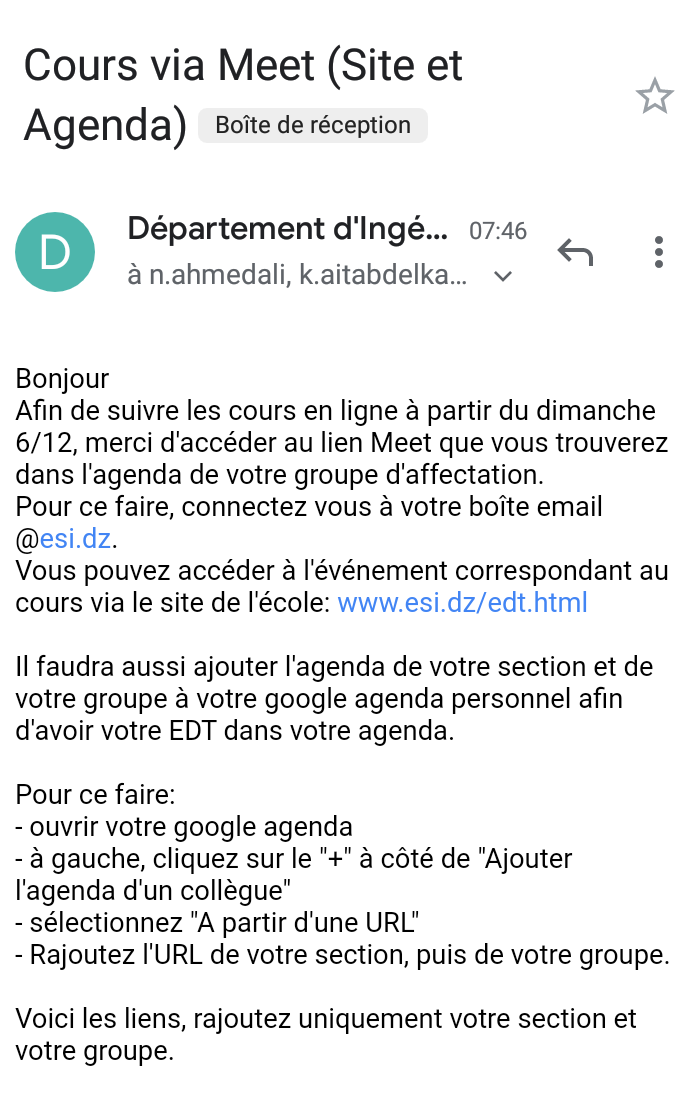 Cours via Meet (Site et
Agenda) Boîte de réception
D
Département d'Ingé... 07:46
à n.ahmedali, k.aitabdelka...
Bonjour
Afin de suivre les cours en ligne à partir du dimanche
6/12, merci d'accéder au lien Meet que vous trouverez
dans l'agenda de votre groupe d'affectation.
Pour ce faire, connectez vous à votre boîte email
@esi.dz.
Vous pouvez accéder à l'événement correspondant au
cours via le site de l'école: www.esi.dz/edt.html
Il faudra aussi ajouter l'agenda de votre section et de
votre groupe à votre google agenda personnel afin
d'avoir votre EDT dans votre agenda.
Pour ce faire:
- ouvrir votre google agenda
- à gauche, cliquez sur le "+" à côté de "Ajouter
l'agenda d'un collègue"
- sélectionnez "A partir d'une URL"
- Rajoutez l'URL de votre section, puis de votre groupe.
Voici les liens, rajoutez uniquement votre section et
votre groupe.